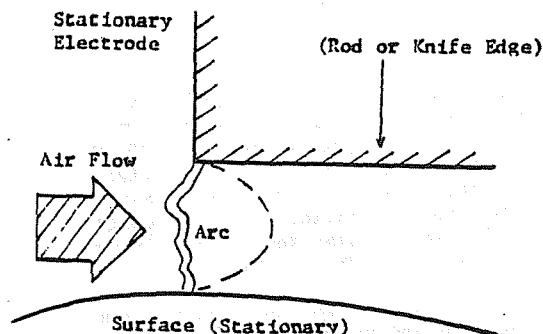 Stationary
Electrode
(Rod or Knife Edge)
Air Flow
Arc
Surface (Stationary)